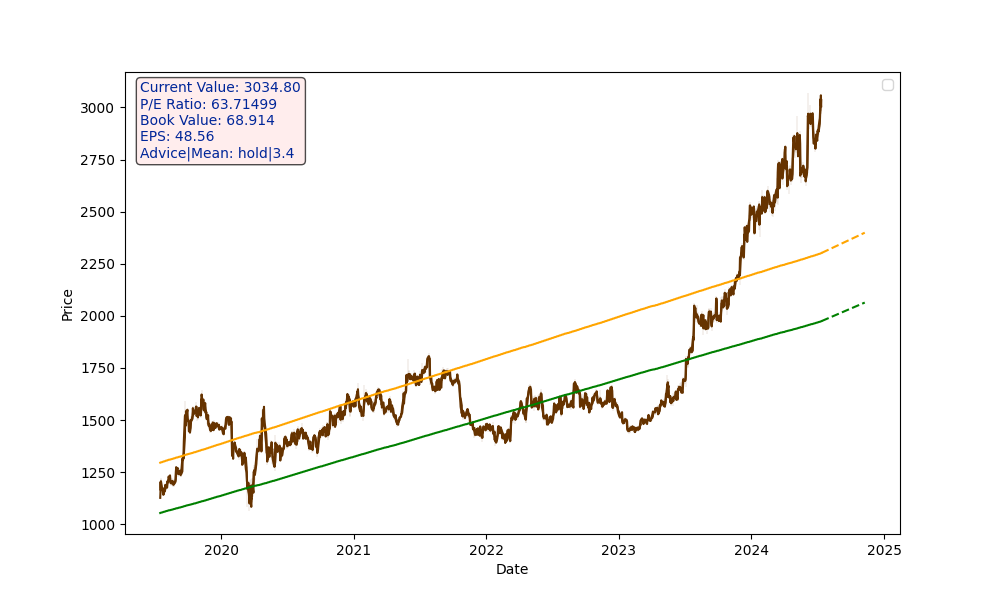 Current Value: 3034.80
P/E Ratio: 63.71499
Book Value: 68.914
EPS: 48.56
Advice|Mean: hold|3.4
3000
2750
2500
2250
2000
1750
1500
1250
1000
Price
2020 2021 2022 2023 2024 2025
Date